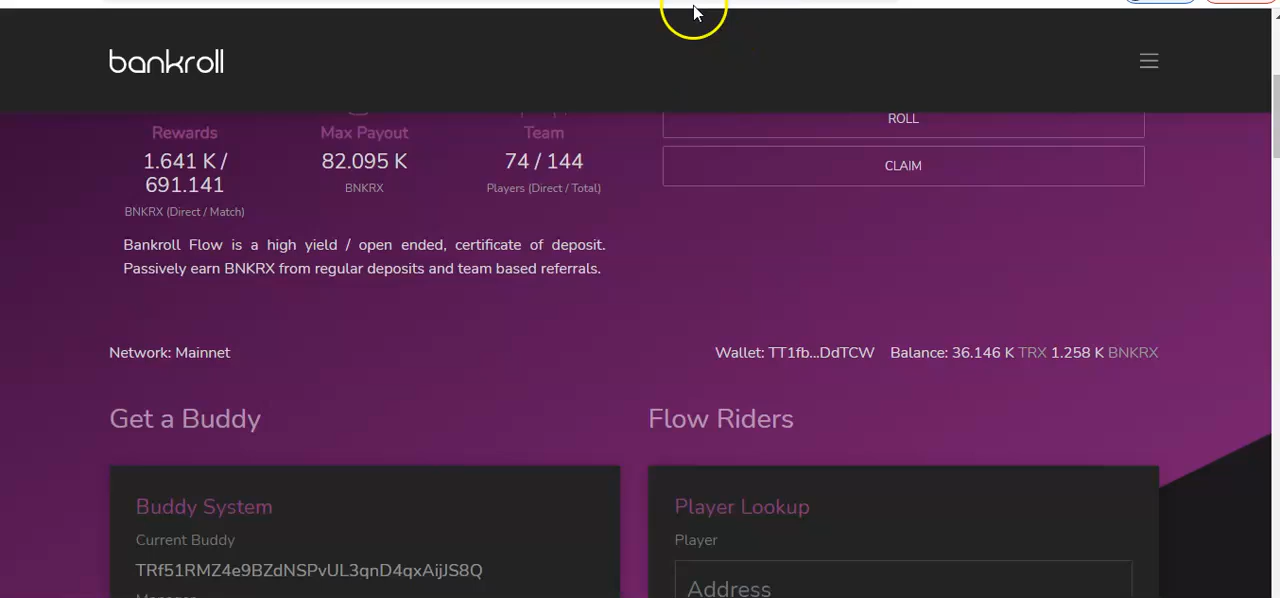 bankroll
Rewards
1.641 K /
691.141
BNKRX (Direct / Match)
Max Payout
82.095 K
BNKRX
Team
74 / 144
Players (Direct / Total)
ROLL
CLAIM
Bankroll Flow is a high yield / open ended, certificate of deposit.
Passively earn BNKRX from regular deposits and team based referrals.
Network: Mainnet
Wallet: TT1fb...DdTCW Balance: 36.146 K TRX 1.258 K BNKRX
Get a Buddy
Buddy System
Current Buddy
TRf51RMZ4e9BZdNSPvUL3qnD4qxAijJS8Q
Flow Riders
Player Lookup
Player
Address